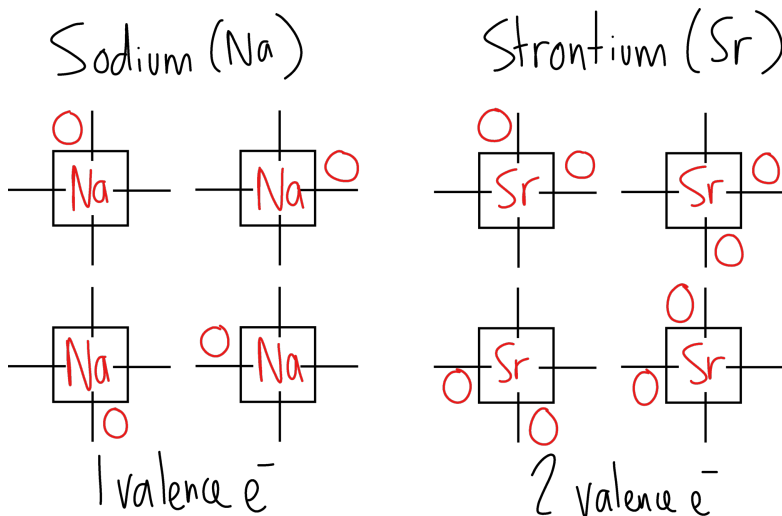 Sodium (Na)
Strontium (Sr)
Na
Na
Sr
Sr
Na
Na
Sr
Sr
1 valence e⁻
2 valence e⁻